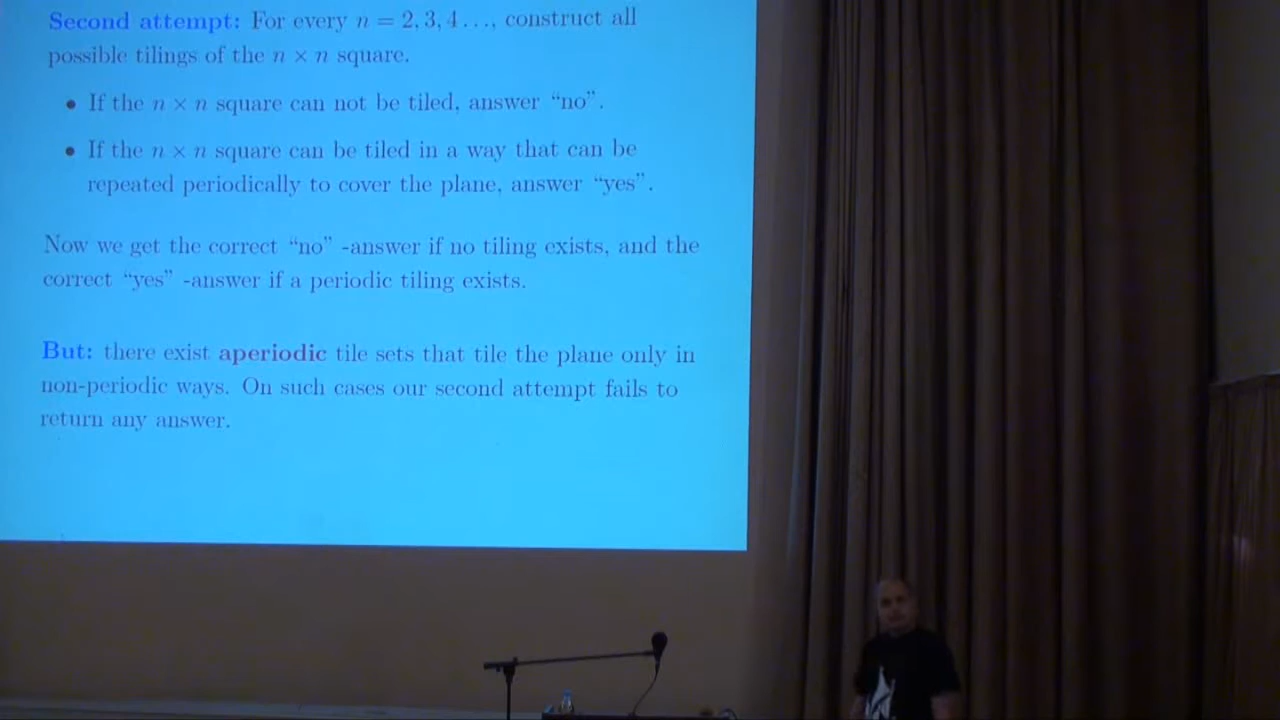 Second attempt: For every n = 2, 3, 4 . . ., construct all
possible tilings of the n × n square.
• If the n × n square can not be tiled, answer “no”.
• If the n × n square can be tiled in a way that can be
repeated periodically to cover the plane, answer “yes”.
Now we get the correct “no” -answer if no tiling exists, and the
correct “yes” -answer if a periodic tiling exists.
But: there exist aperiodic tile sets that tile the plane only in
non-periodic ways. On such cases our second attempt fails to
return any answer.